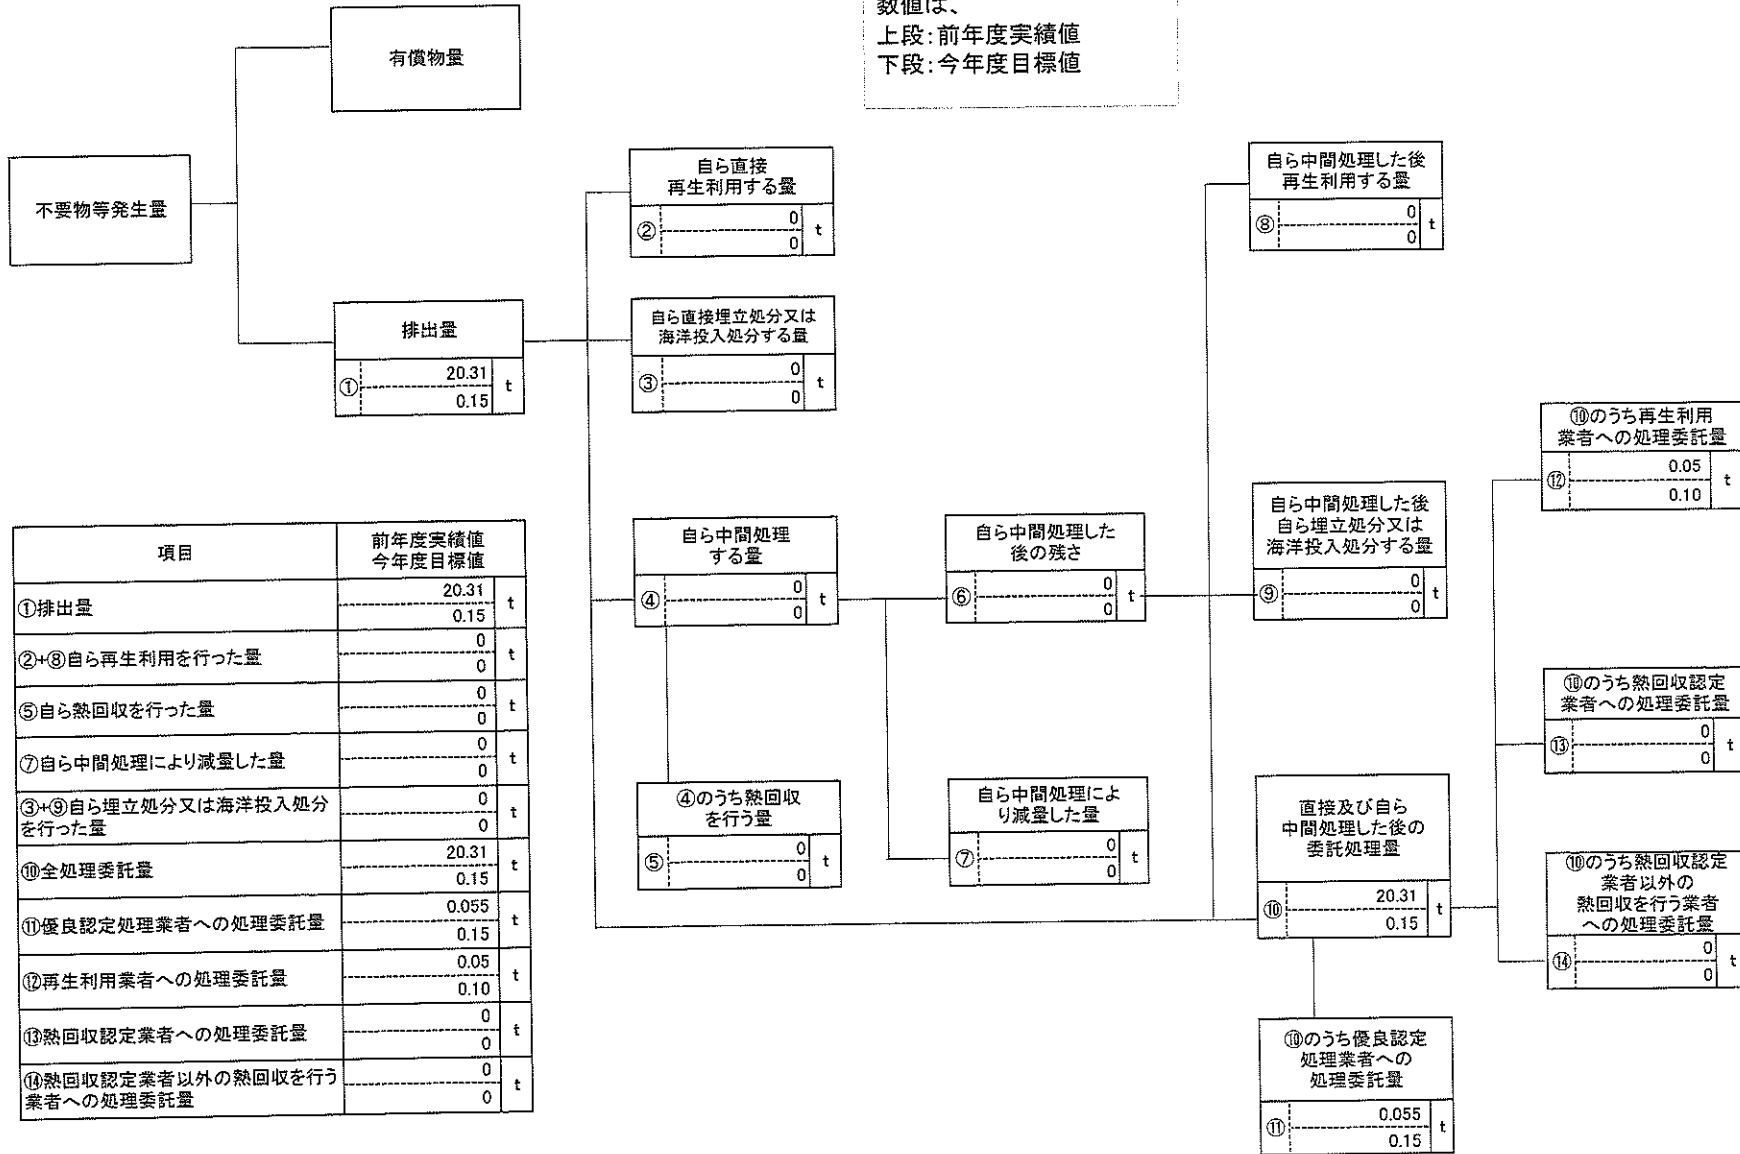 数値は、
上段:前年度実績値
下段:今年度目標値
有償物量
不要物等発生量
排出量
① 20.31 t
0.15
自ら直接
再生利用する量
② 0 t
0
自ら直接埋立処分又は
海洋投入処分する量
③ 0 t
0
自ら中間処理
する量
④ 0 t
0
④のうち熱回収
を行う量
⑤ 0 t
0
自ら中間処理した
後の残さ
⑥ 0 t
0
自ら中間処理によ
り減量した量
⑦ 0 t
0
自ら中間処理した後
再生利用する量
⑧ 0 t
0
自ら中間処理した後
自ら埋立処分又は
海洋投入処分する量
⑨ 0 t
0
直接及び自ら
中間処理した後の
委託処理量
⑩ 20.31 t
0.15
⑩のうち優良認定
処理業者への
処理委託量
⑪ 0.055 t
0.15
⑩のうち再生利用
業者への処理委託量
⑫ 0.05 t
0.10
⑩のうち熱回収認定
業者への処理委託量
⑬ 0 t
0
⑩のうち熱回収認定
業者以外の
熱回収を行う業者
への処理委託量
⑭ 0 t
0
項目 前年度実績値
今年度目標値
①排出量 20.31 t
0.15
②+⑧自ら再生利用を行った量 0 t
0
⑤自ら熱回収を行った量 0 t
0
⑦自ら中間処理により減量した量 0 t
0
③+⑨自ら埋立処分又は海洋投入処分
を行った量 0 t
0
⑩全処理委託量 20.31 t
0.15
⑪優良認定処理業者への処理委託量 0.055 t
0.15
⑫再生利用業者への処理委託量 0.05 t
0.10
⑬熱回収認定業者への処理委託量 0 t
0
⑭熱回収認定業者以外の熱回収を行う
業者への処理委託量 0 t
0